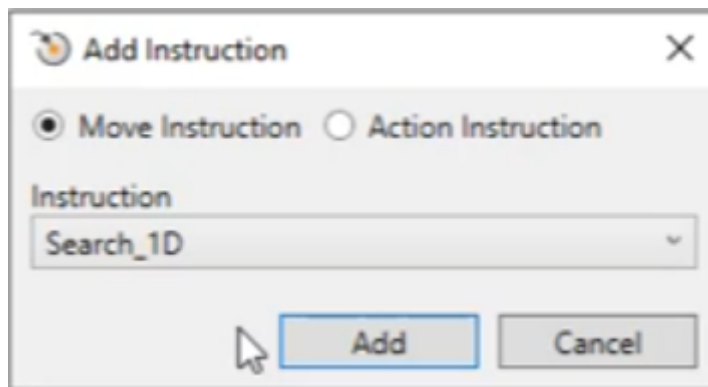 Add Instruction
Move Instruction Action Instruction
Instruction
Search_1D
Add Cancel